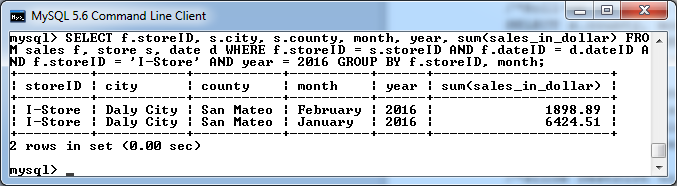 MySQL 5.6 Command Line Client
mysql> SELECT f.storeID, s.city, s.county, month, year, sum(sales_in_dollar) FRO
M sales f, store s, date d WHERE f.storeID = s.storeID AND f.dateID = d.dateID A
ND f.storeID = 'I-Store' AND year = 2016 GROUP BY f.storeID, month;
+---------+-----------+-----------+----------+------+----------------------+
| storeID | city      | county    | month    | year | sum(sales_in_dollar) |
+---------+-----------+-----------+----------+------+----------------------+
| I-Store | Daly City | San Mateo | February | 2016 |              1898.89 |
| I-Store | Daly City | San Mateo | January  | 2016 |              6424.51 |
+---------+-----------+-----------+----------+------+----------------------+
2 rows in set (0.00 sec)
mysql> _